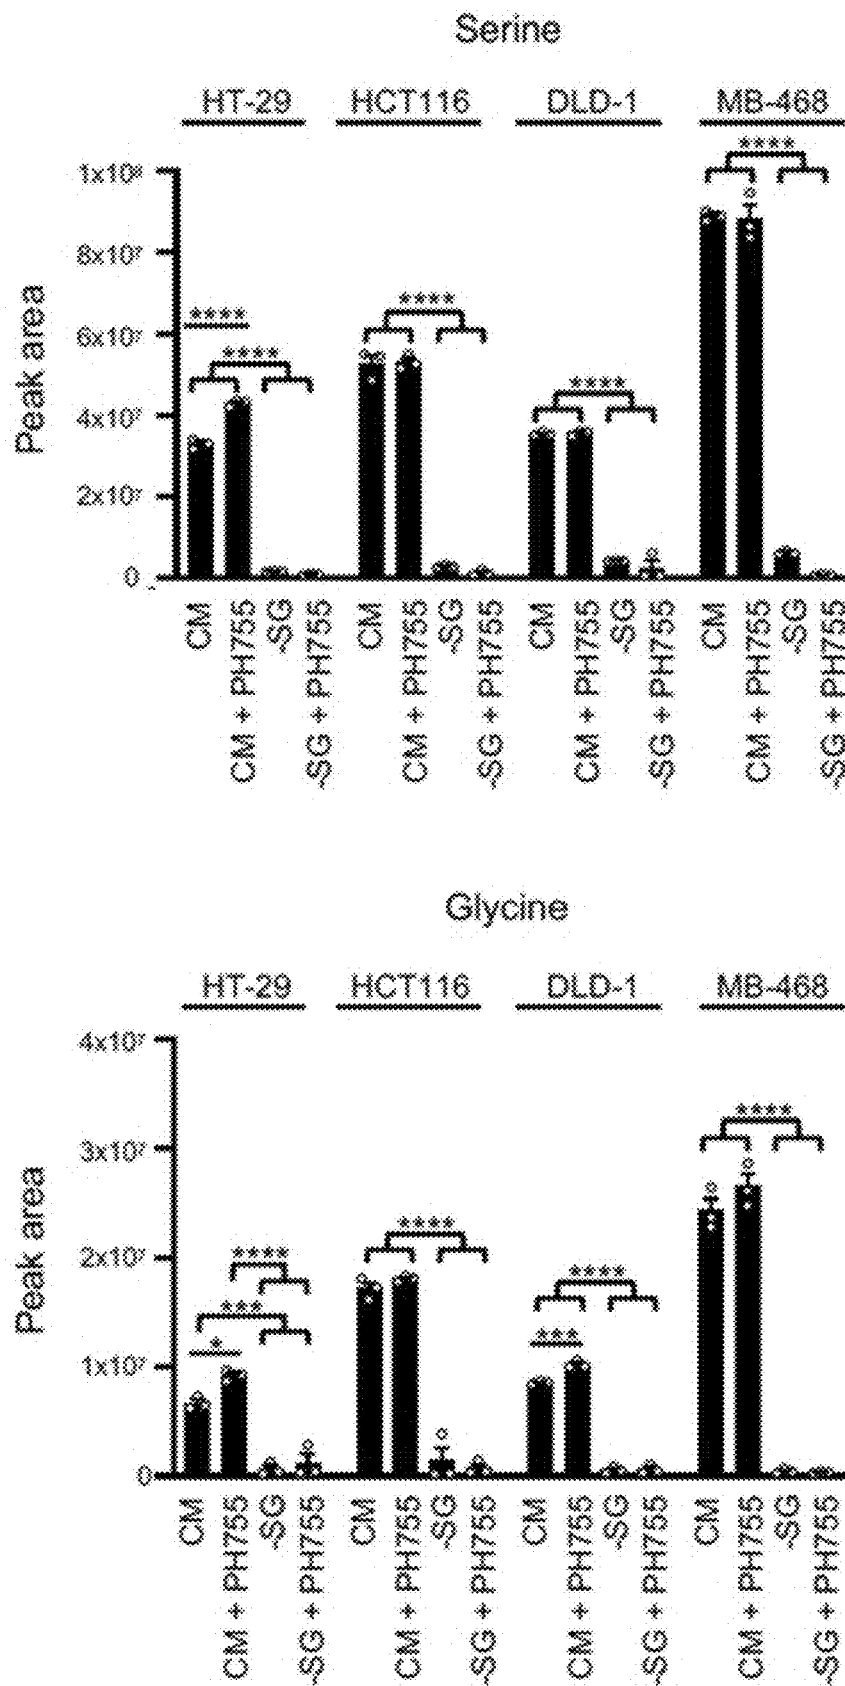 Serine
HT-29 HCT116 DLD-1 MB-468
****
1x10⁸
8x10⁷
****
**** ****
6x10⁷
****
4x10⁷
2x10⁷
0
Peak area
CM CM + PH755 -SG -SG + PH755 CM CM + PH755 -SG -SG + PH755 CM CM + PH755 -SG -SG + PH755 CM CM + PH755 -SG -SG + PH755
Glycine
HT-29 HCT116 DLD-1 MB-468
4x10⁷
****
3x10⁷
****
2x10⁷
**** ****
***
* ***
1x10⁷
0
Peak area
CM CM + PH755 -SG -SG + PH755 CM CM + PH755 -SG -SG + PH755 CM CM + PH755 -SG -SG + PH755 CM CM + PH755 -SG -SG + PH755